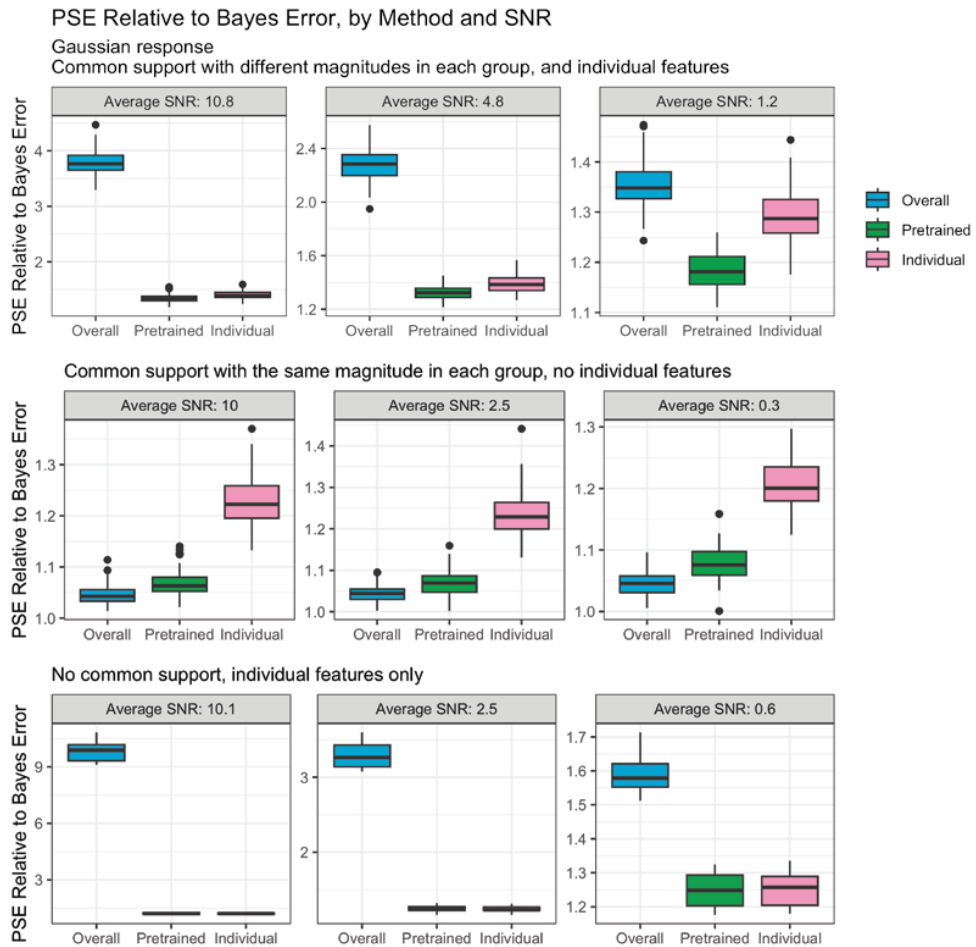 PSE Relative to Bayes Error, by Method and SNR
Gaussian response
Common support with different magnitudes in each group, and individual features
Average SNR: 10.8
Average SNR: 4.8
Average SNR: 1.2
PSE Relative to Bayes Error
4
3
2
2.4
2.0
1.6
1.2
1.4
1.3
1.2
1.1
Overall Pretrained Individual
Overall Pretrained Individual
Overall Pretrained Individual
Overall
Pretrained
Individual
Common support with the same magnitude in each group, no individual features
Average SNR: 10
Average SNR: 2.5
Average SNR: 0.3
PSE Relative to Bayes Error
1.3
1.2
1.1
1.0
1.4
1.3
1.2
1.1
1.0
1.3
1.2
1.1
1.0
Overall Pretrained Individual
Overall Pretrained Individual
Overall Pretrained Individual
No common support, individual features only
Average SNR: 10.1
Average SNR: 2.5
Average SNR: 0.6
PSE Relative to Bayes Error
9
6
3
3
2
1.7
1.6
1.5
1.4
1.3
1.2
Overall Pretrained Individual
Overall Pretrained Individual
Overall Pretrained Individual